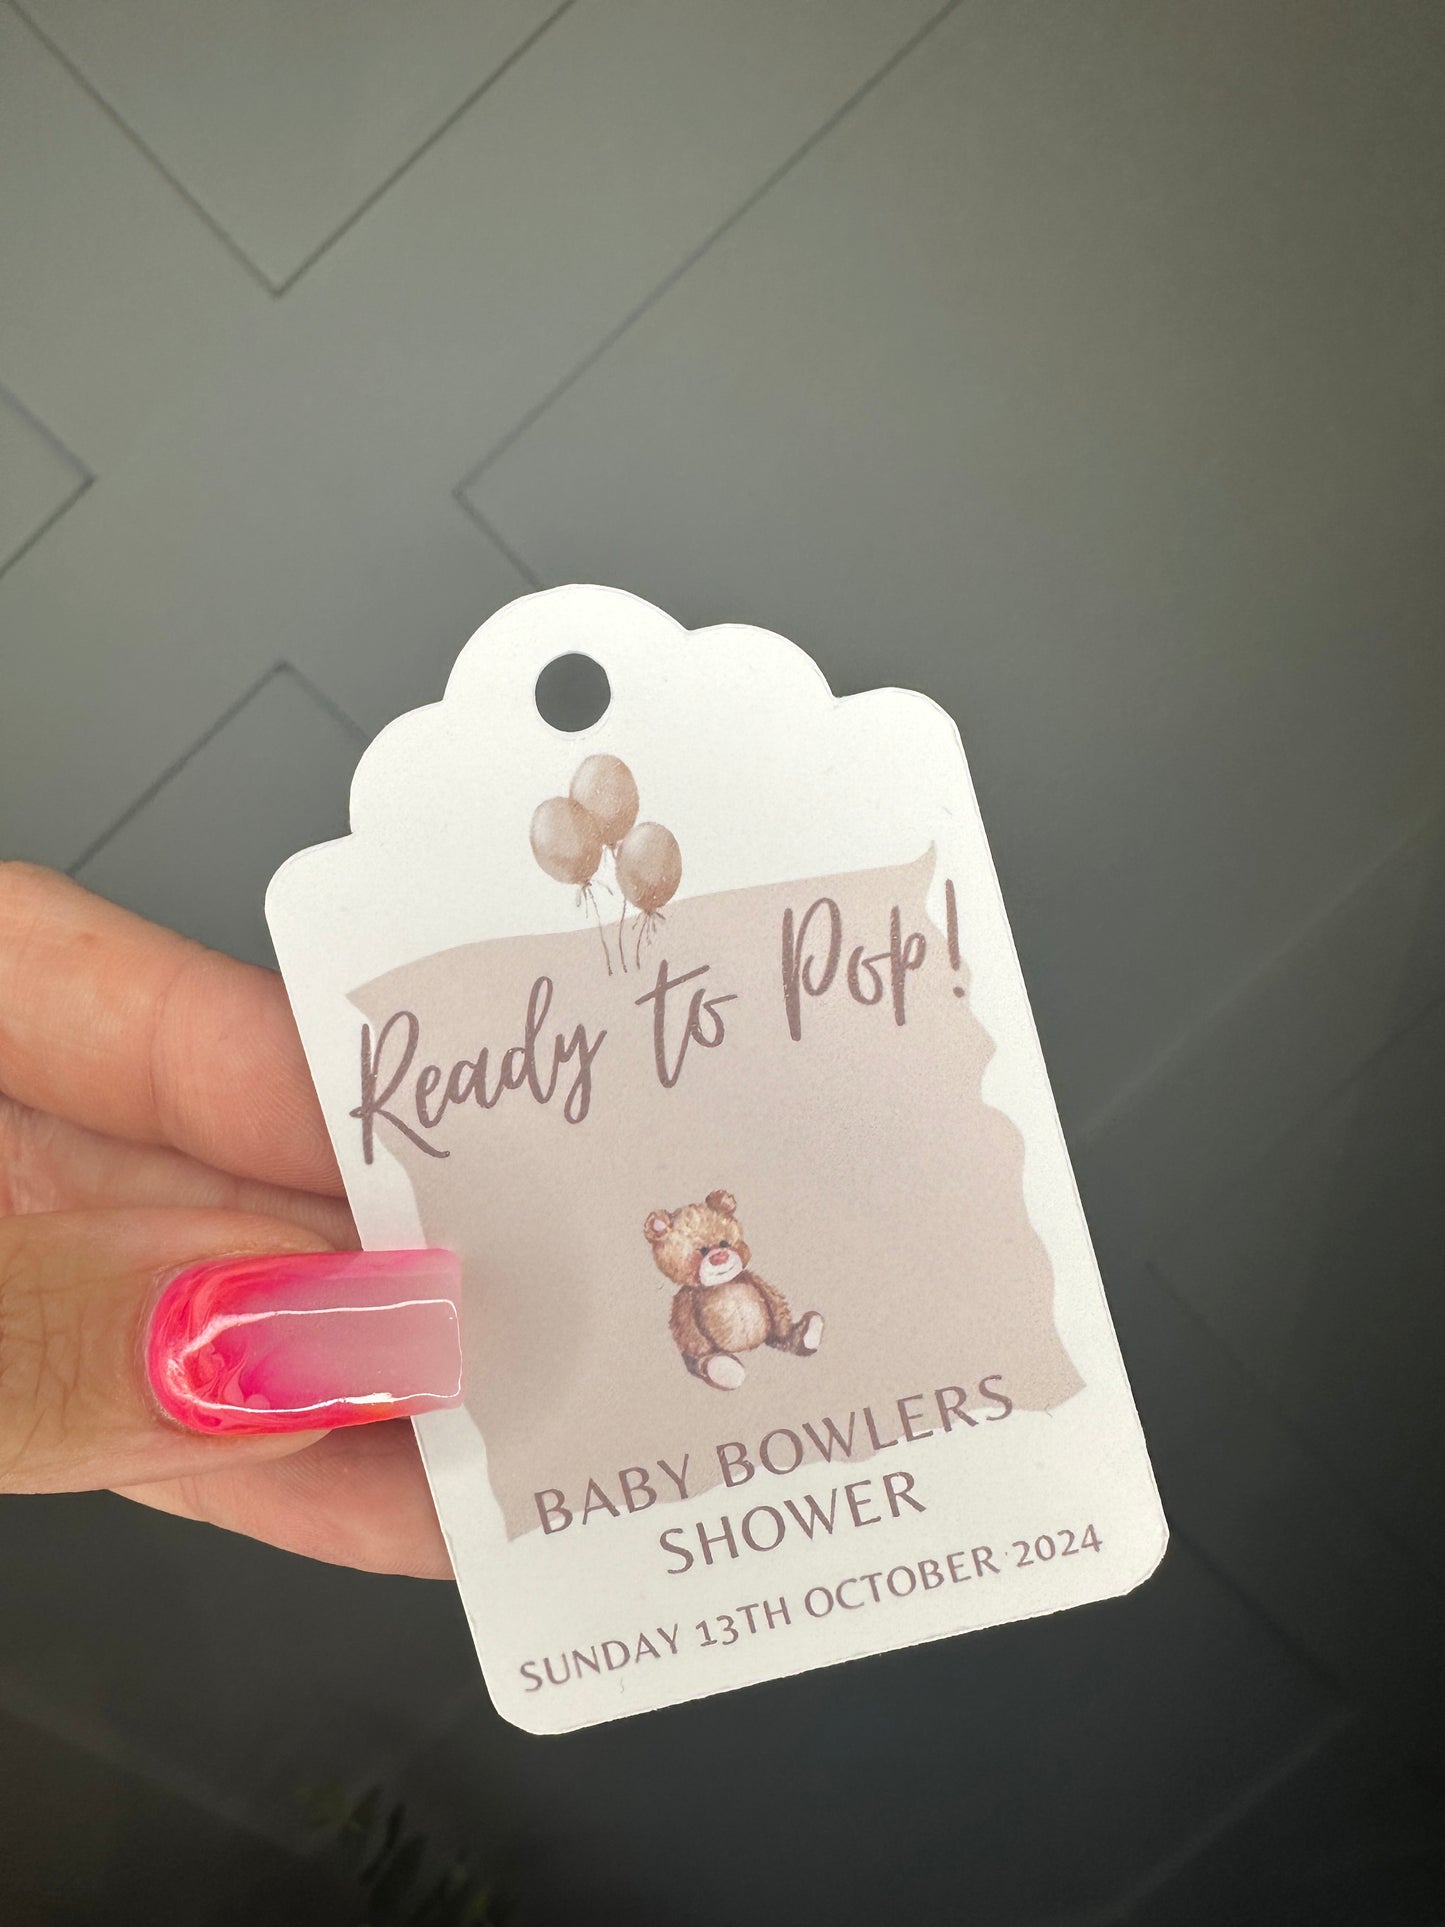 Ready to Pop!
BABY BOWLERS
SHOWER
SUNDAY 13TH OCTOBER 2024